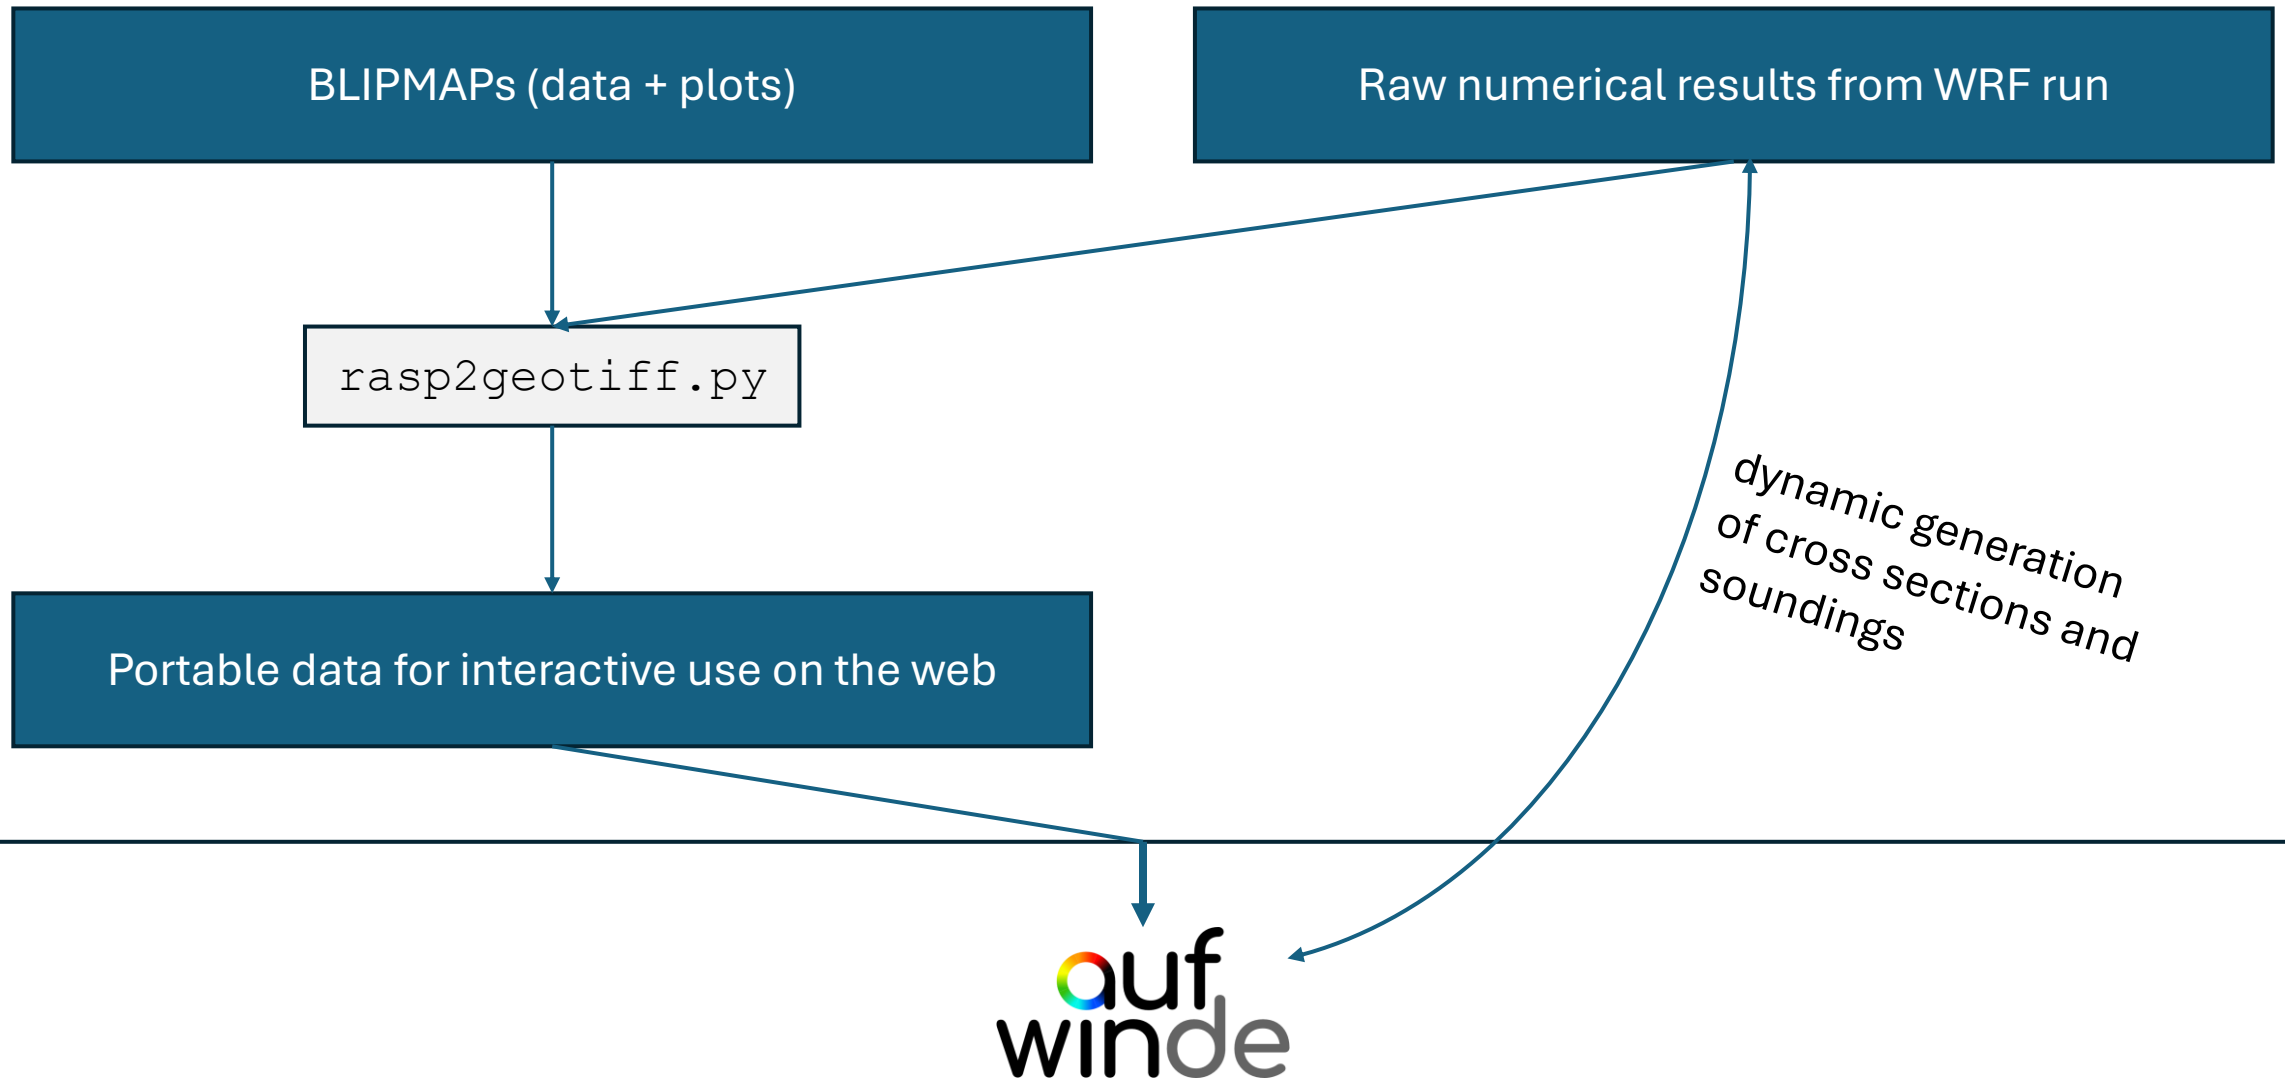 BLIPMAPs (data + plots)
Raw numerical results from WRF run
rasp2geotiff.py
dynamic generation
of cross sections and
soundings
Portable data for interactive use on the web
auf
winde